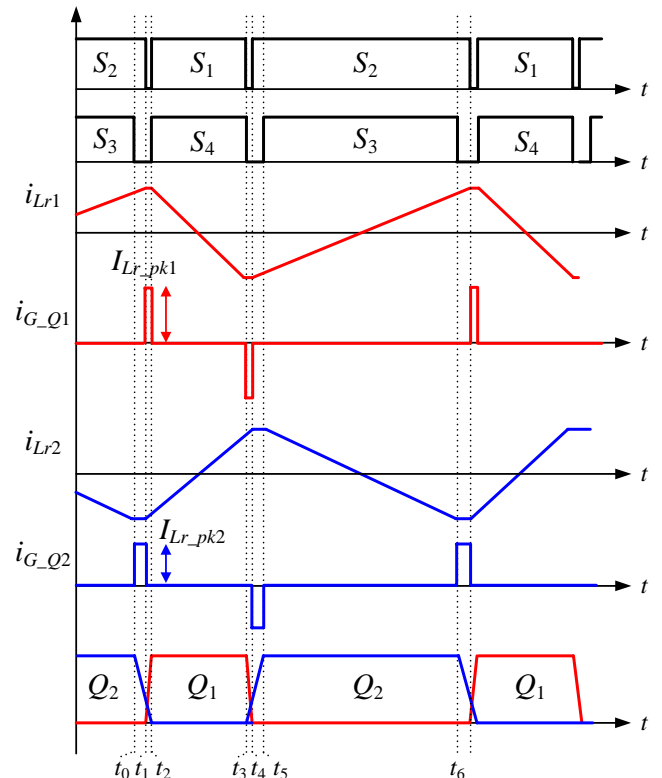 S2 S1 S2 S1 t
S3 S4 S3 S4 t
iLr1 t
ILr_pk1
iG_Q1 t
iLr2 t
ILr_pk2
iG_Q2 t
Q2 Q1 Q2 Q1 t
t0 t1 t2 t3 t4 t5 t6